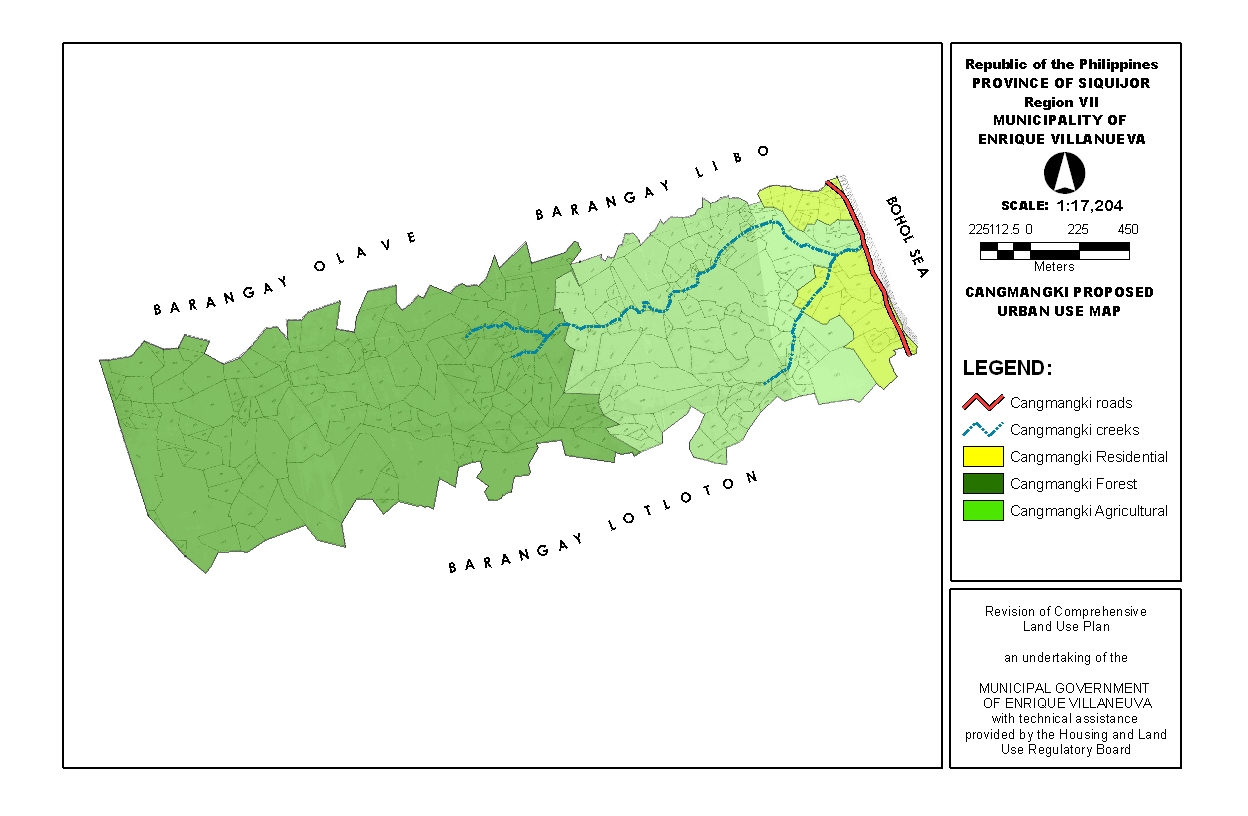 BARANGAY LIBO
BARANGAY OLAVE
BOHOL SEA
BARANGAY LOTLOTON
Republic of the Philippines
PROVINCE OF SIQUIJOR
Region VII
MUNICIPALITY OF
ENRIQUE VILLANUEVA
SCALE: 1:17,204
225112.5 0 225 450
Meters
CANGMANGKI PROPOSED
URBAN USE MAP
LEGEND:
Cangmangki roads
Cangmangki creeks
Cangmangki Residential
Cangmangki Forest
Cangmangki Agricultural
Revision of Comprehensive
Land Use Plan
an undertaking of the
MUNICIPAL GOVERNMENT
OF ENRIQUE VILLANEUVA
with technical assistance
provided by the Housing and Land
Use Regulatory Board